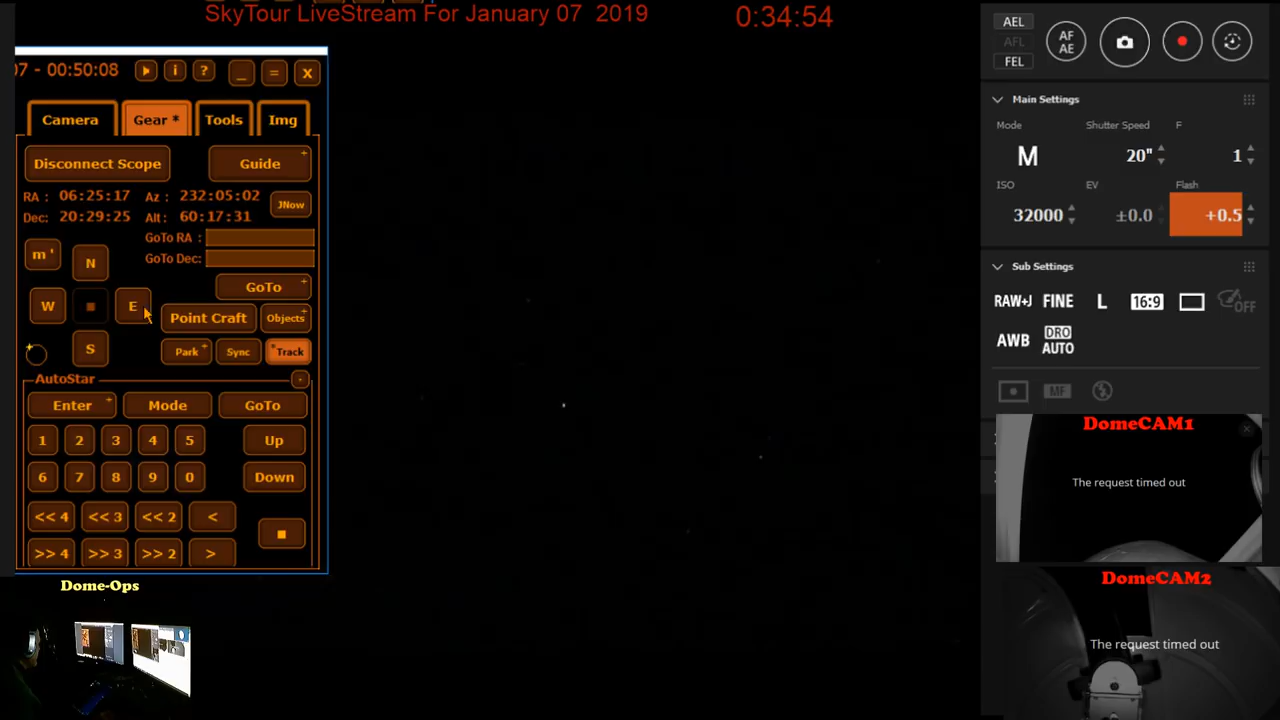 SkyTour LiveStream For January 07 2019
0:34:54
07 - 00:50:08
i ? _ = X
Camera Gear * Tools Img
Disconnect Scope Guide +
RA : 06:25:17 Az : 232:05:02 JNow
Dec: 20:29:25 Alt : 60:17:31
GoTo RA :
GoTo Dec:
m ' N
GoTo +
W E Point Craft Objects +
S Park + Sync *Track
AutoStar -
Enter + Mode GoTo
1 2 3 4 5 Up
6 7 8 9 0 Down
<< 4 << 3 << 2 <
>> 4 >> 3 >> 2 >
Dome-Ops
AEL
AFL
FEL
AF
AE
Main Settings
Mode Shutter Speed F
M 20" 1
ISO EV Flash
32000 ±0.0 +0.5
Sub Settings
RAW+J FINE L 16:9 OFF
AWB DRO
AUTO
MF
DomeCAM1
The request timed out
DomeCAM2
The request timed out